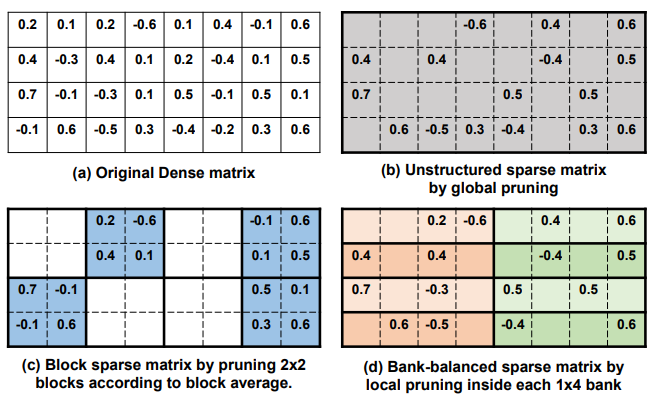 0.2 0.1 0.2 -0.6 0.1 0.4 -0.1 0.6
0.4 -0.3 0.4 0.1 0.2 -0.4 0.1 0.5
0.7 -0.1 -0.3 0.1 0.5 -0.1 0.5 0.1
-0.1 0.6 -0.5 0.3 -0.4 -0.2 0.3 0.6
(a) Original Dense matrix
-0.6 0.4 0.6
0.4 0.4 -0.4 0.5
0.7 0.5 0.5
0.6 -0.5 0.3 -0.4 0.3 0.6
(b) Unstructured sparse matrix
by global pruning
0.2 -0.6 -0.1 0.6
0.4 0.1 0.1 0.5
0.7 -0.1 0.5 0.1
-0.1 0.6 0.3 0.6
(c) Block sparse matrix by pruning 2x2
blocks according to block average.
0.2 -0.6 0.4 0.6
0.4 0.4 -0.4 0.5
0.7 -0.3 0.5 0.5
0.6 -0.5 -0.4 0.6
(d) Bank-balanced sparse matrix by
local pruning inside each 1x4 bank